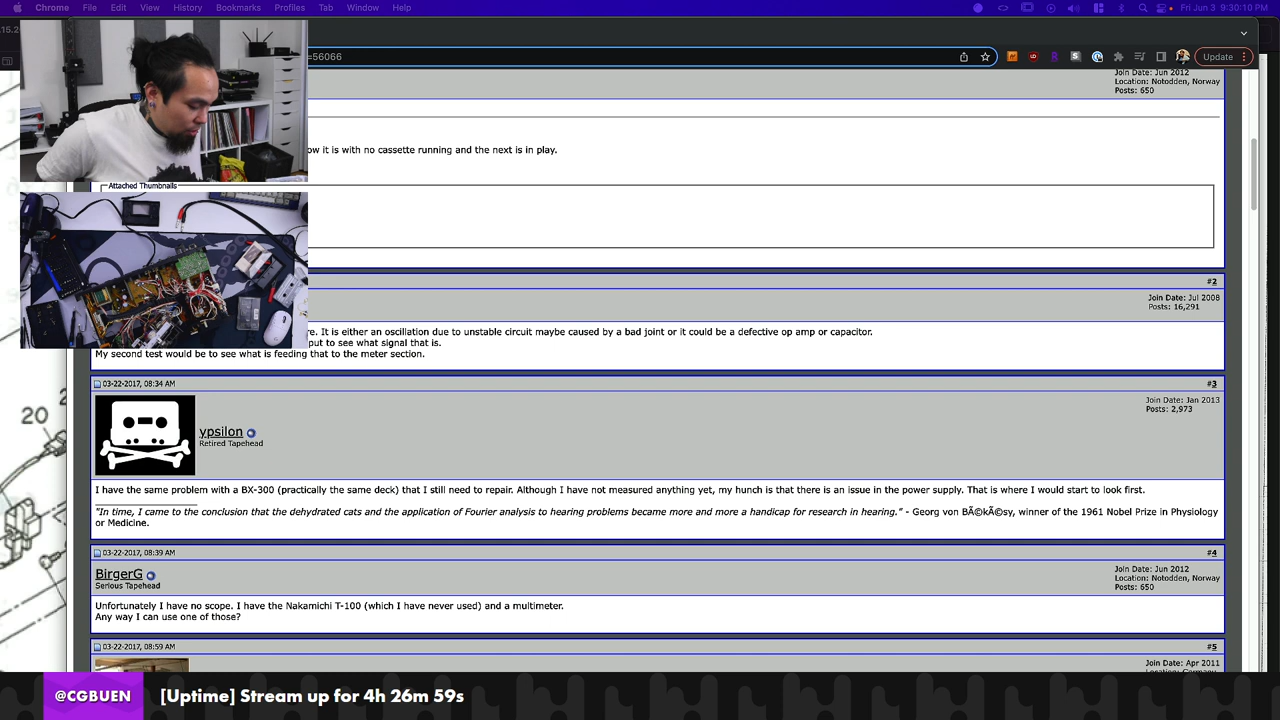 Chrome File Edit View History Bookmarks Profiles Tab Window Help
Fri Jun 3 9:30:10 PM
=56066
Update
Join Date: Jun 2012
Location: Notodden, Norway
Posts: 650
ow it is with no cassette running and the next is in play.
Attached Thumbnails
#2
Join Date: Jul 2008
Posts: 16,291
re. It is either an oscillation due to unstable circuit maybe caused by a bad joint or it could be a defective op amp or capacitor.
put to see what signal that is.
My second test would be to see what is feeding that to the meter section.
03-22-2017, 08:34 AM
#3
ypsilon
Retired Tapehead
Join Date: Jan 2013
Posts: 2,973
I have the same problem with a BX-300 (practically the same deck) that I still need to repair. Although I have not measured anything yet, my hunch is that there is an issue in the power supply. That is where I would start to look first.
"In time, I came to the conclusion that the dehydrated cats and the application of Fourier analysis to hearing problems became more and more a handicap for research in hearing." - Georg von BÃ©kÃ©sy, winner of the 1961 Nobel Prize in Physiology
or Medicine.
03-22-2017, 08:39 AM
#4
BirgerG
Serious Tapehead
Join Date: Jun 2012
Location: Notodden, Norway
Posts: 650
Unfortunately I have no scope. I have the Nakamichi T-100 (which I have never used) and a multimeter.
Any way I can use one of those?
03-22-2017, 08:59 AM
#5
Join Date: Apr 2011
20
@CGBUEN
[Uptime] Stream up for 4h 26m 59s